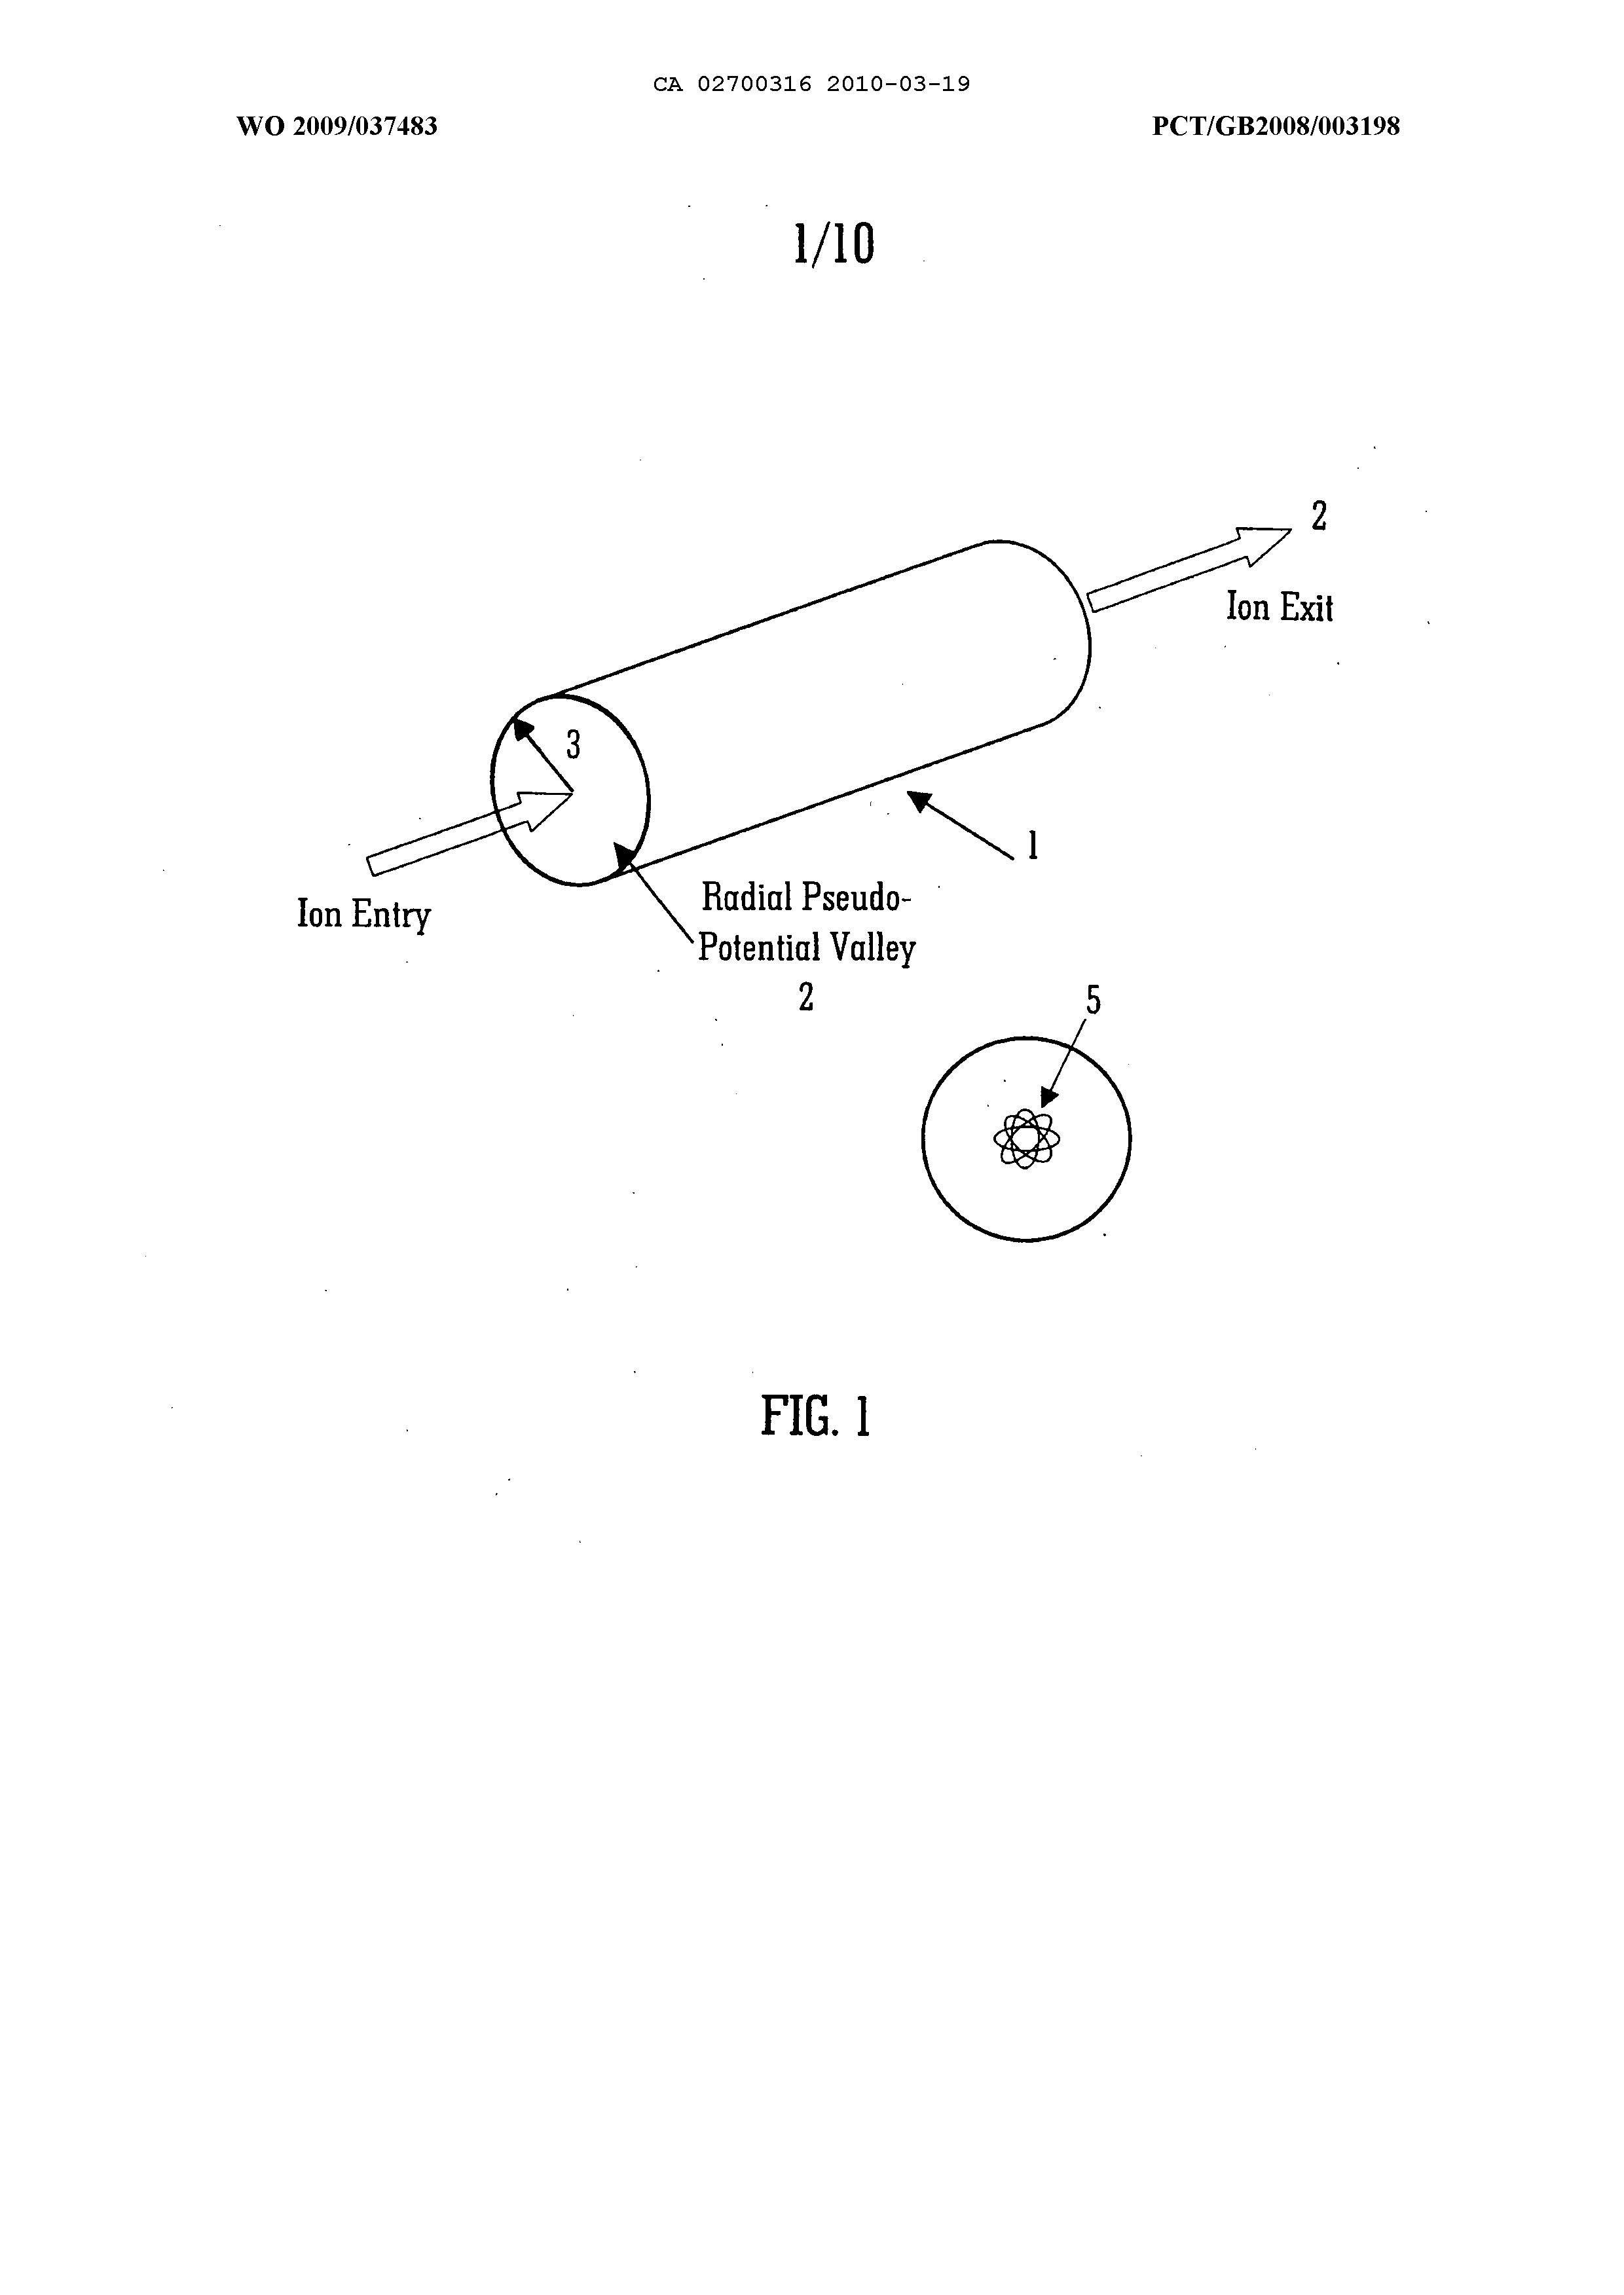 CA 02700316 2010-03-19
WO 2009/037483 PCT/GB2008/003198
1/10
2
Ion Exit
3
1
Ion Entry
Radial Pseudo-
Potential Valley
2
5
FIG. 1